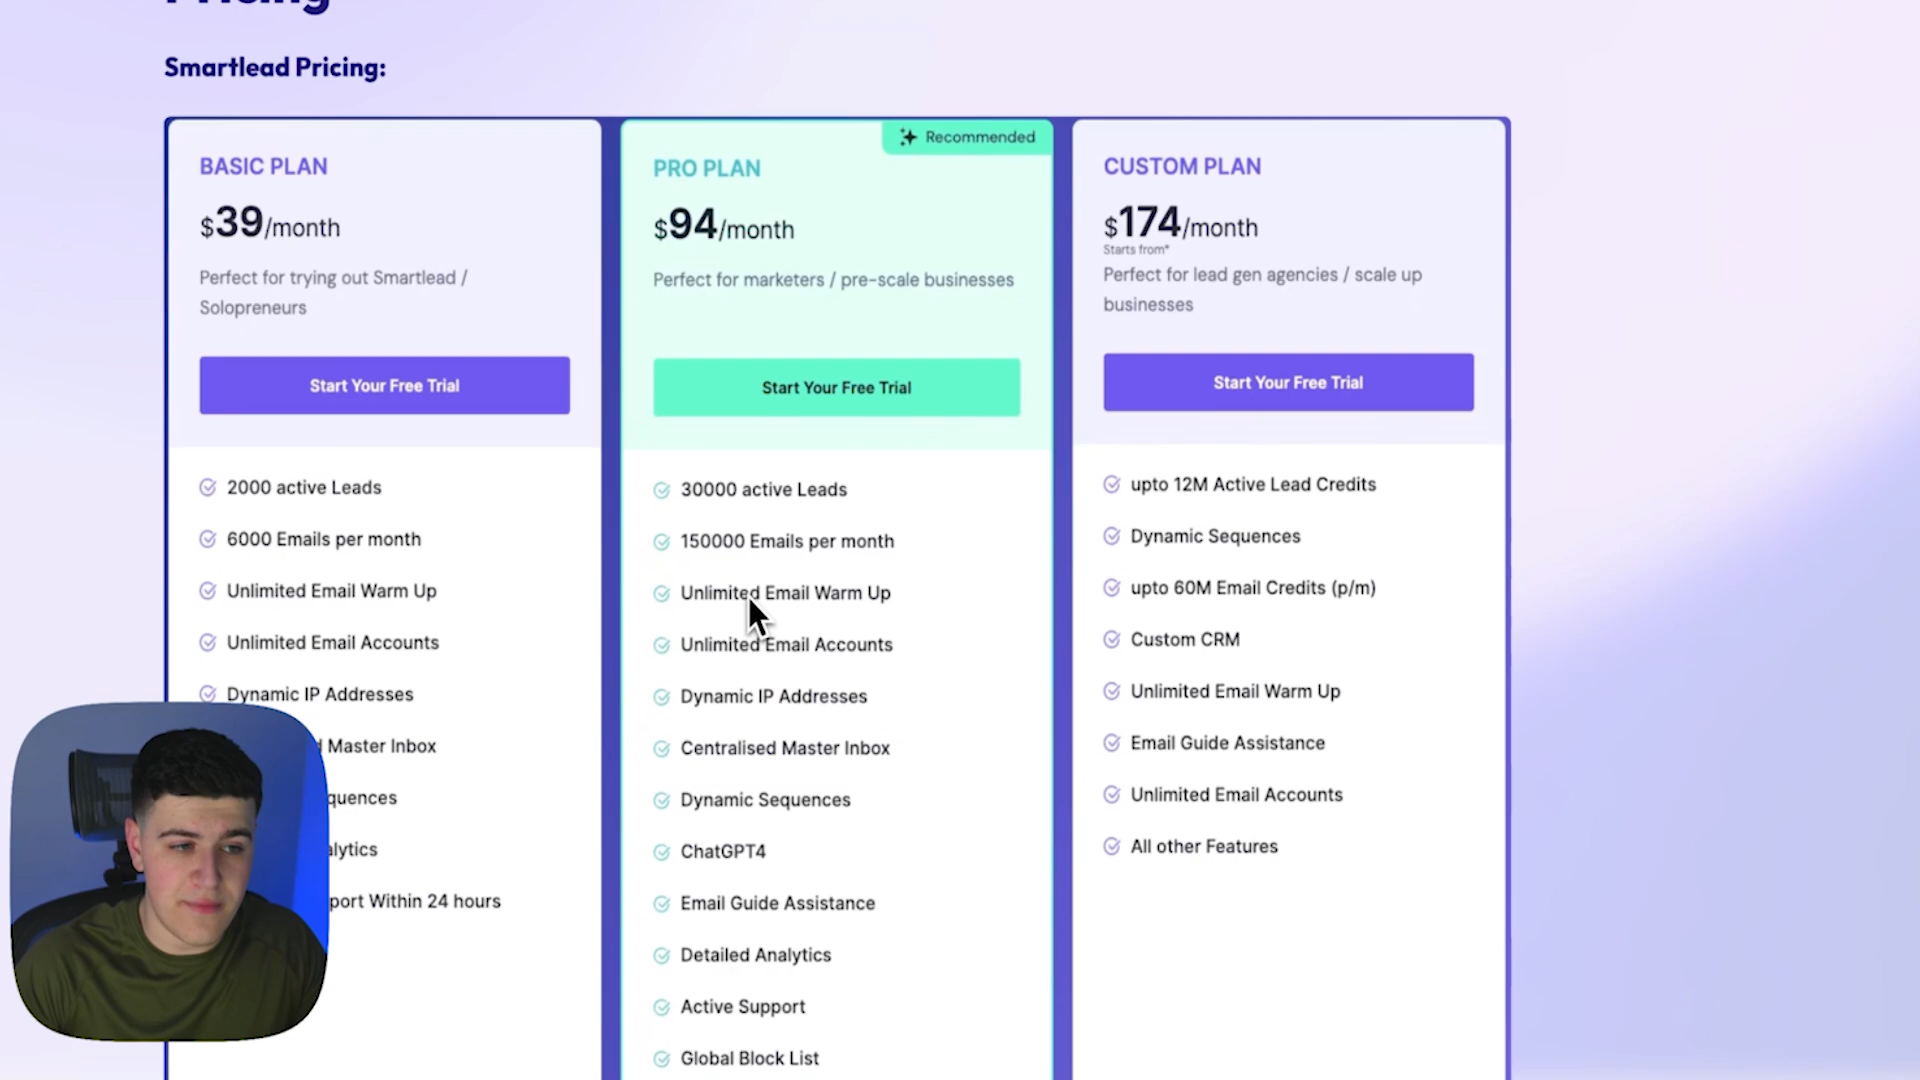 Pricing
Smartlead Pricing:
BASIC PLAN
$39/month
Perfect for trying out Smartlead /
Solopreneurs
Start Your Free Trial
2000 active Leads
6000 Emails per month
Unlimited Email Warm Up
Unlimited Email Accounts
Dynamic IP Addresses
Master Inbox
port Within 24 hours
Recommended
PRO PLAN
$94/month
Perfect for marketers / pre-scale businesses
Start Your Free Trial
30000 active Leads
150000 Emails per month
Unlimited Email Warm Up
Unlimited Email Accounts
Dynamic IP Addresses
Centralised Master Inbox
Dynamic Sequences
ChatGPT4
Email Guide Assistance
Detailed Analytics
Active Support
Global Block List
CUSTOM PLAN
$174/month
Starts from*
Perfect for lead gen agencies / scale up
businesses
Start Your Free Trial
upto 12M Active Lead Credits
Dynamic Sequences
upto 60M Email Credits (p/m)
Custom CRM
Unlimited Email Warm Up
Email Guide Assistance
Unlimited Email Accounts
All other Features